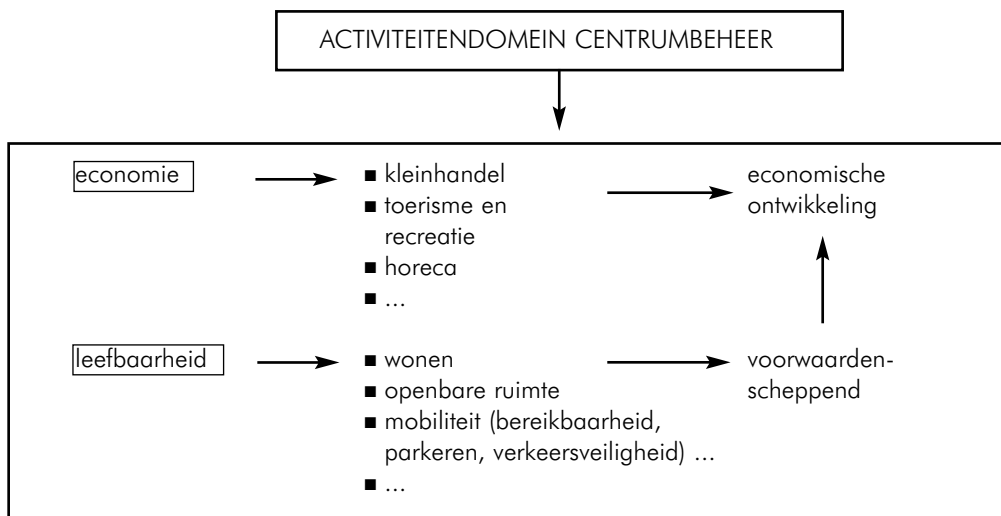 ACTIVITEITENDOMEIN CENTRUMBEHEER
economie
■ kleinhandel
■ toerisme en
recreatie
■ horeca
■ ...
economische
ontwikkeling
leefbaarheid
■ wonen
■ openbare ruimte
■ mobiliteit (bereikbaarheid,
parkeren, verkeersveiligheid) ...
■ ...
voorwaarden-
scheppend